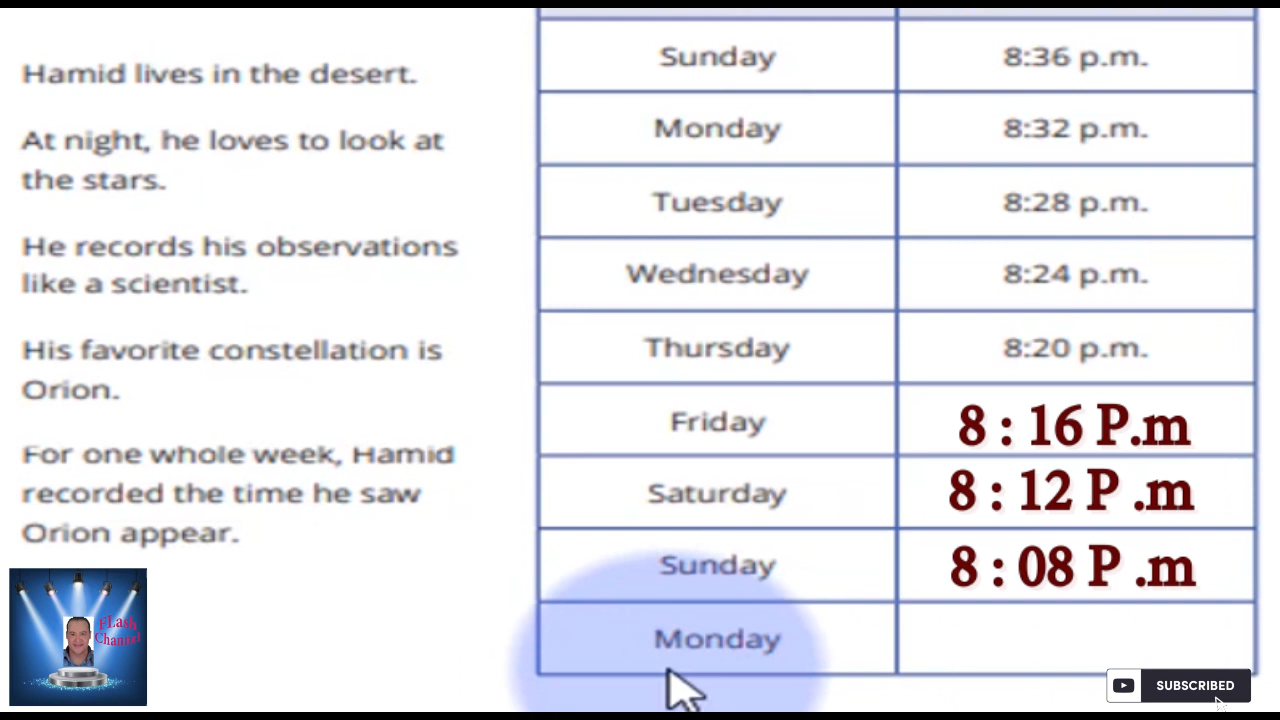 Hamid lives in the desert.
At night, he loves to look at
the stars.
He records his observations
like a scientist.
His favorite constellation is
Orion.
For one whole week, Hamid
recorded the time he saw
Orion appear.
Sunday 8:36 p.m.
Monday 8:32 p.m.
Tuesday 8:28 p.m.
Wednesday 8:24 p.m.
Thursday 8:20 p.m.
Friday 8 : 16 P.m
Saturday 8 : 12 P .m
Sunday 8 : 08 P .m
Monday
FLash
Channel
SUBSCRIBED